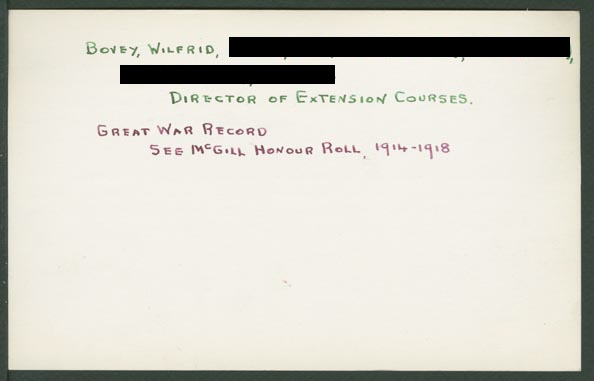 BOVEY, WILFRID,
DIRECTOR OF EXTENSION COURSES.
GREAT WAR RECORD
SEE McGILL HONOUR ROLL, 1914-1918